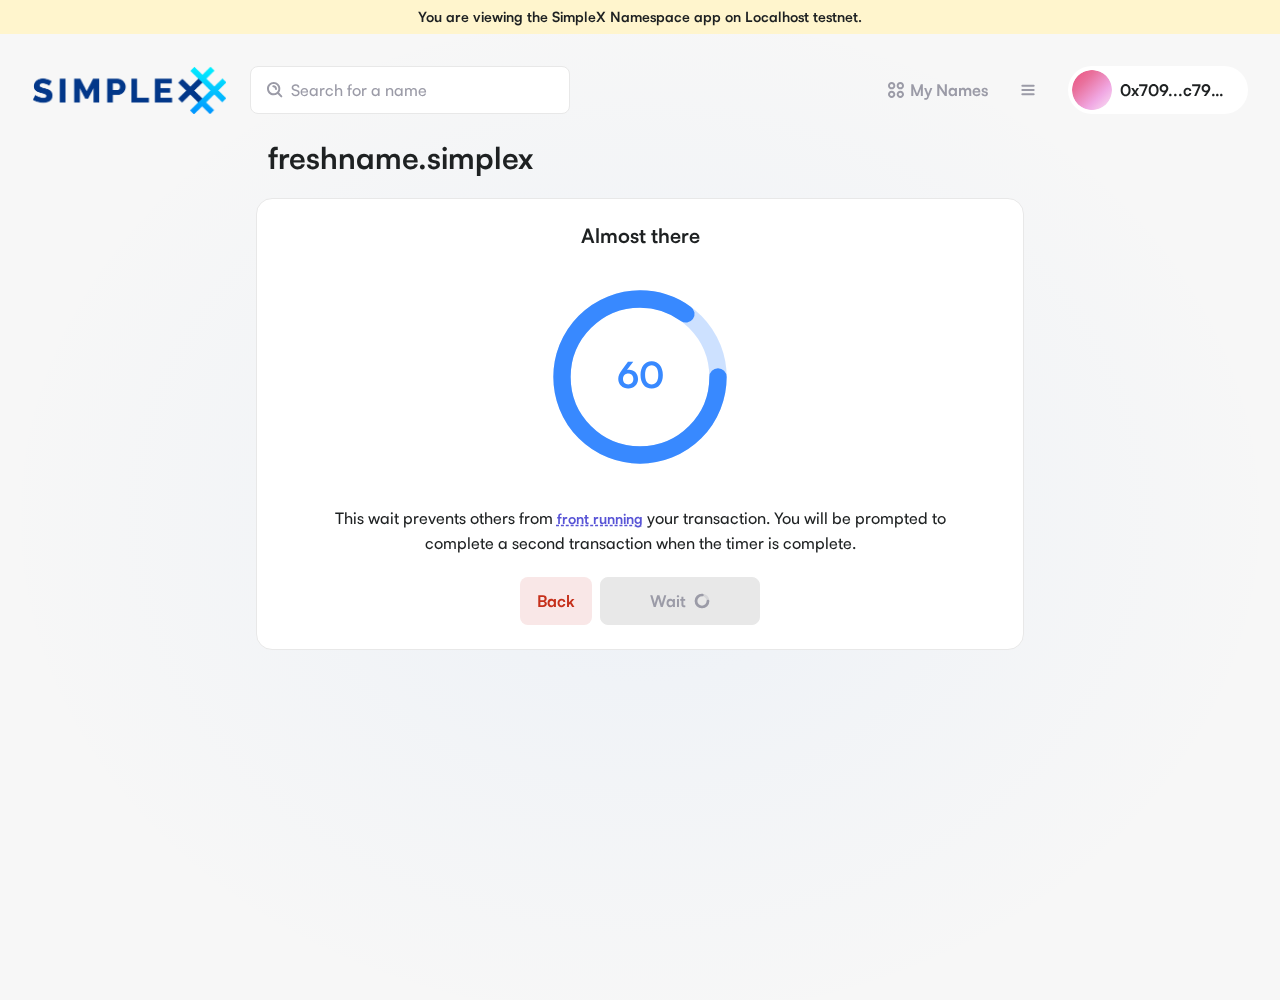 You are viewing the SimpleX Namespace app on Localhost testnet.
SIMPLEX
Search for a name
My Names
0x709...c79...
freshname.simplex
Almost there
60
This wait prevents others from front running your transaction. You will be prompted to
complete a second transaction when the timer is complete.
Back
Wait